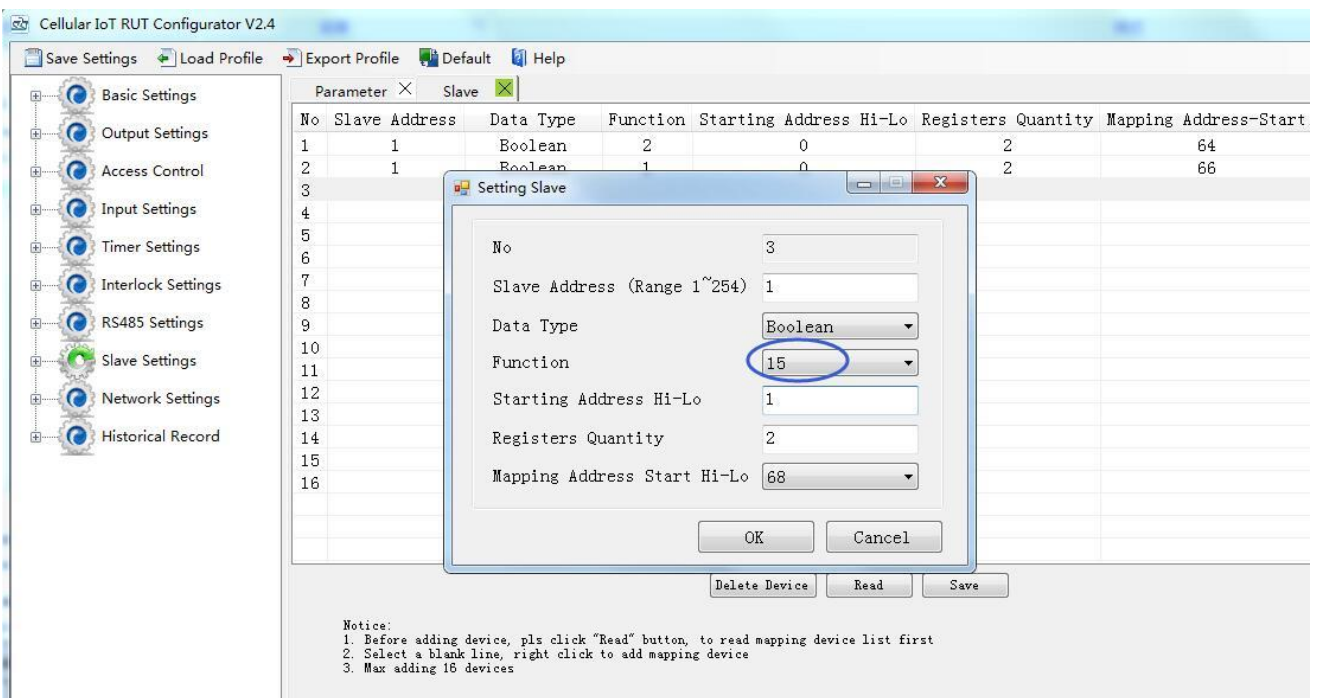 Cellular IoT RUT Configurator V2.4
Save Settings Load Profile Export Profile Default Help
Basic Settings
Output Settings
Access Control
Input Settings
Timer Settings
Interlock Settings
RS485 Settings
Slave Settings
Network Settings
Historical Record
Parameter Slave
No Slave Address Data Type Function Starting Address Hi-Lo Registers Quantity Mapping Address-Start
1 1 Boolean 2 0 2 64
2 1 Boolean 1 0 2 66
3
4
5
6
7
8
9
10
11
12
13
14
15
16
Setting Slave
No 3
Slave Address (Range 1~254) 1
Data Type Boolean
Function 15
Starting Address Hi-Lo 1
Registers Quantity 2
Mapping Address Start Hi-Lo 68
OK Cancel
Delete Device Read Save
Notice:
1. Before adding device, pls click "Read" button, to read mapping device list first
2. Select a blank line, right click to add mapping device
3. Max adding 16 devices